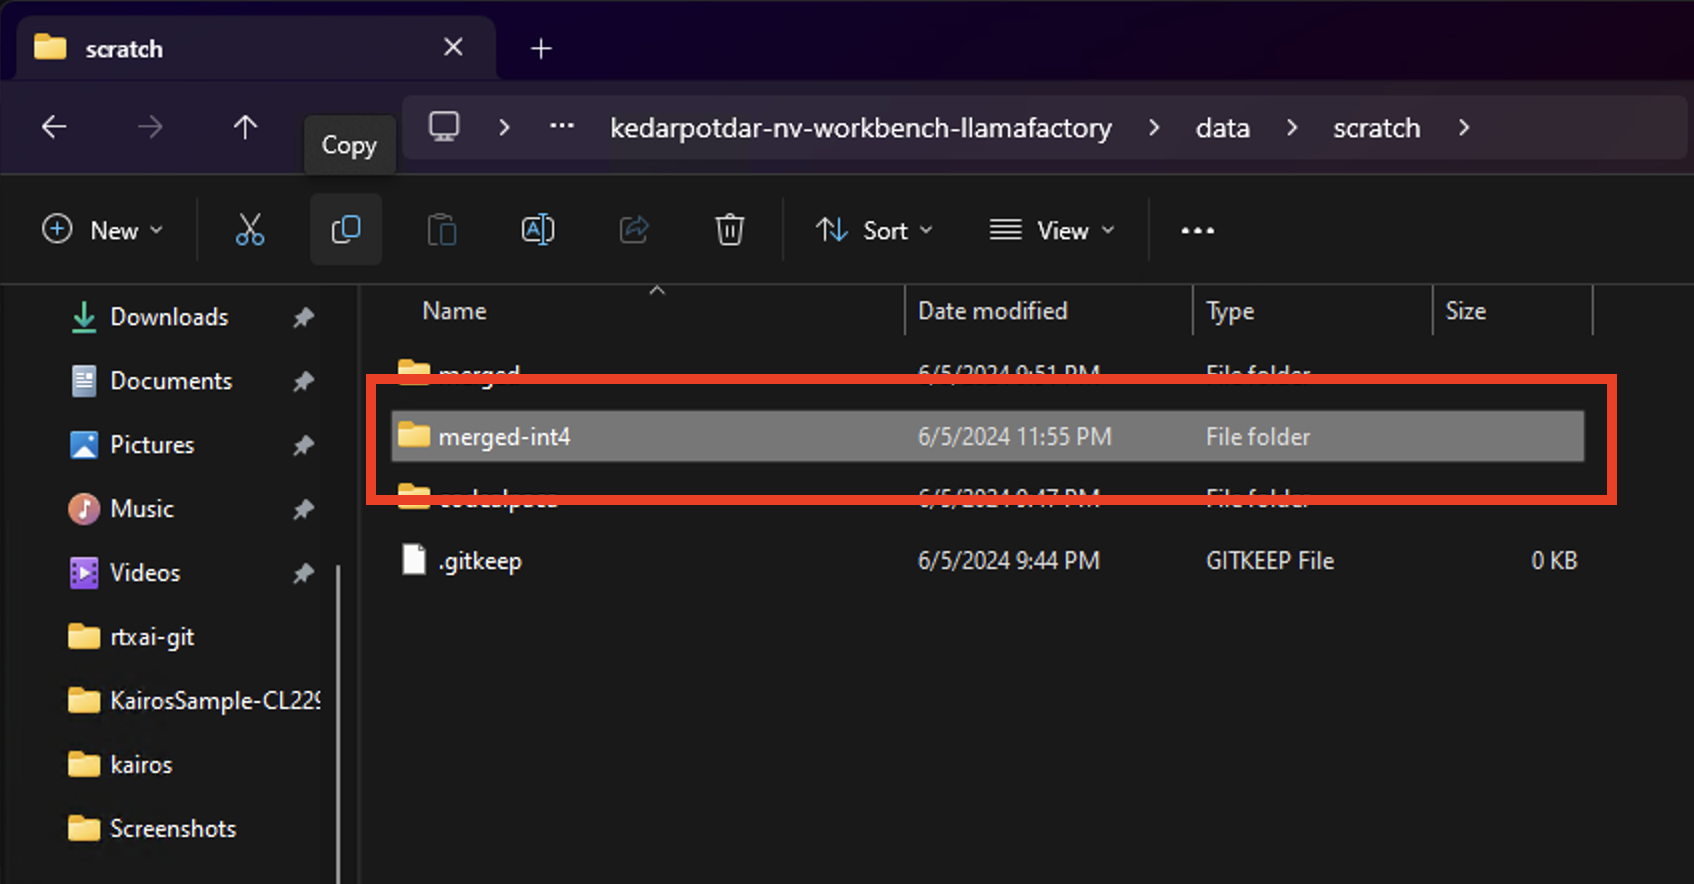 scratch
Copy
... kedarpotdar-nv-workbench-llamafactory > data > scratch >
New Sort View
Name Date modified Type Size
merged 6/5/2024 9:51 PM File folder
merged-int4 6/5/2024 11:55 PM File folder
codealpaca 6/5/2024 9:47 PM File folder
.gitkeep 6/5/2024 9:44 PM GITKEEP File 0 KB
Downloads
Documents
Pictures
Music
Videos
rtxai-git
KairosSample-CL229
kairos
Screenshots